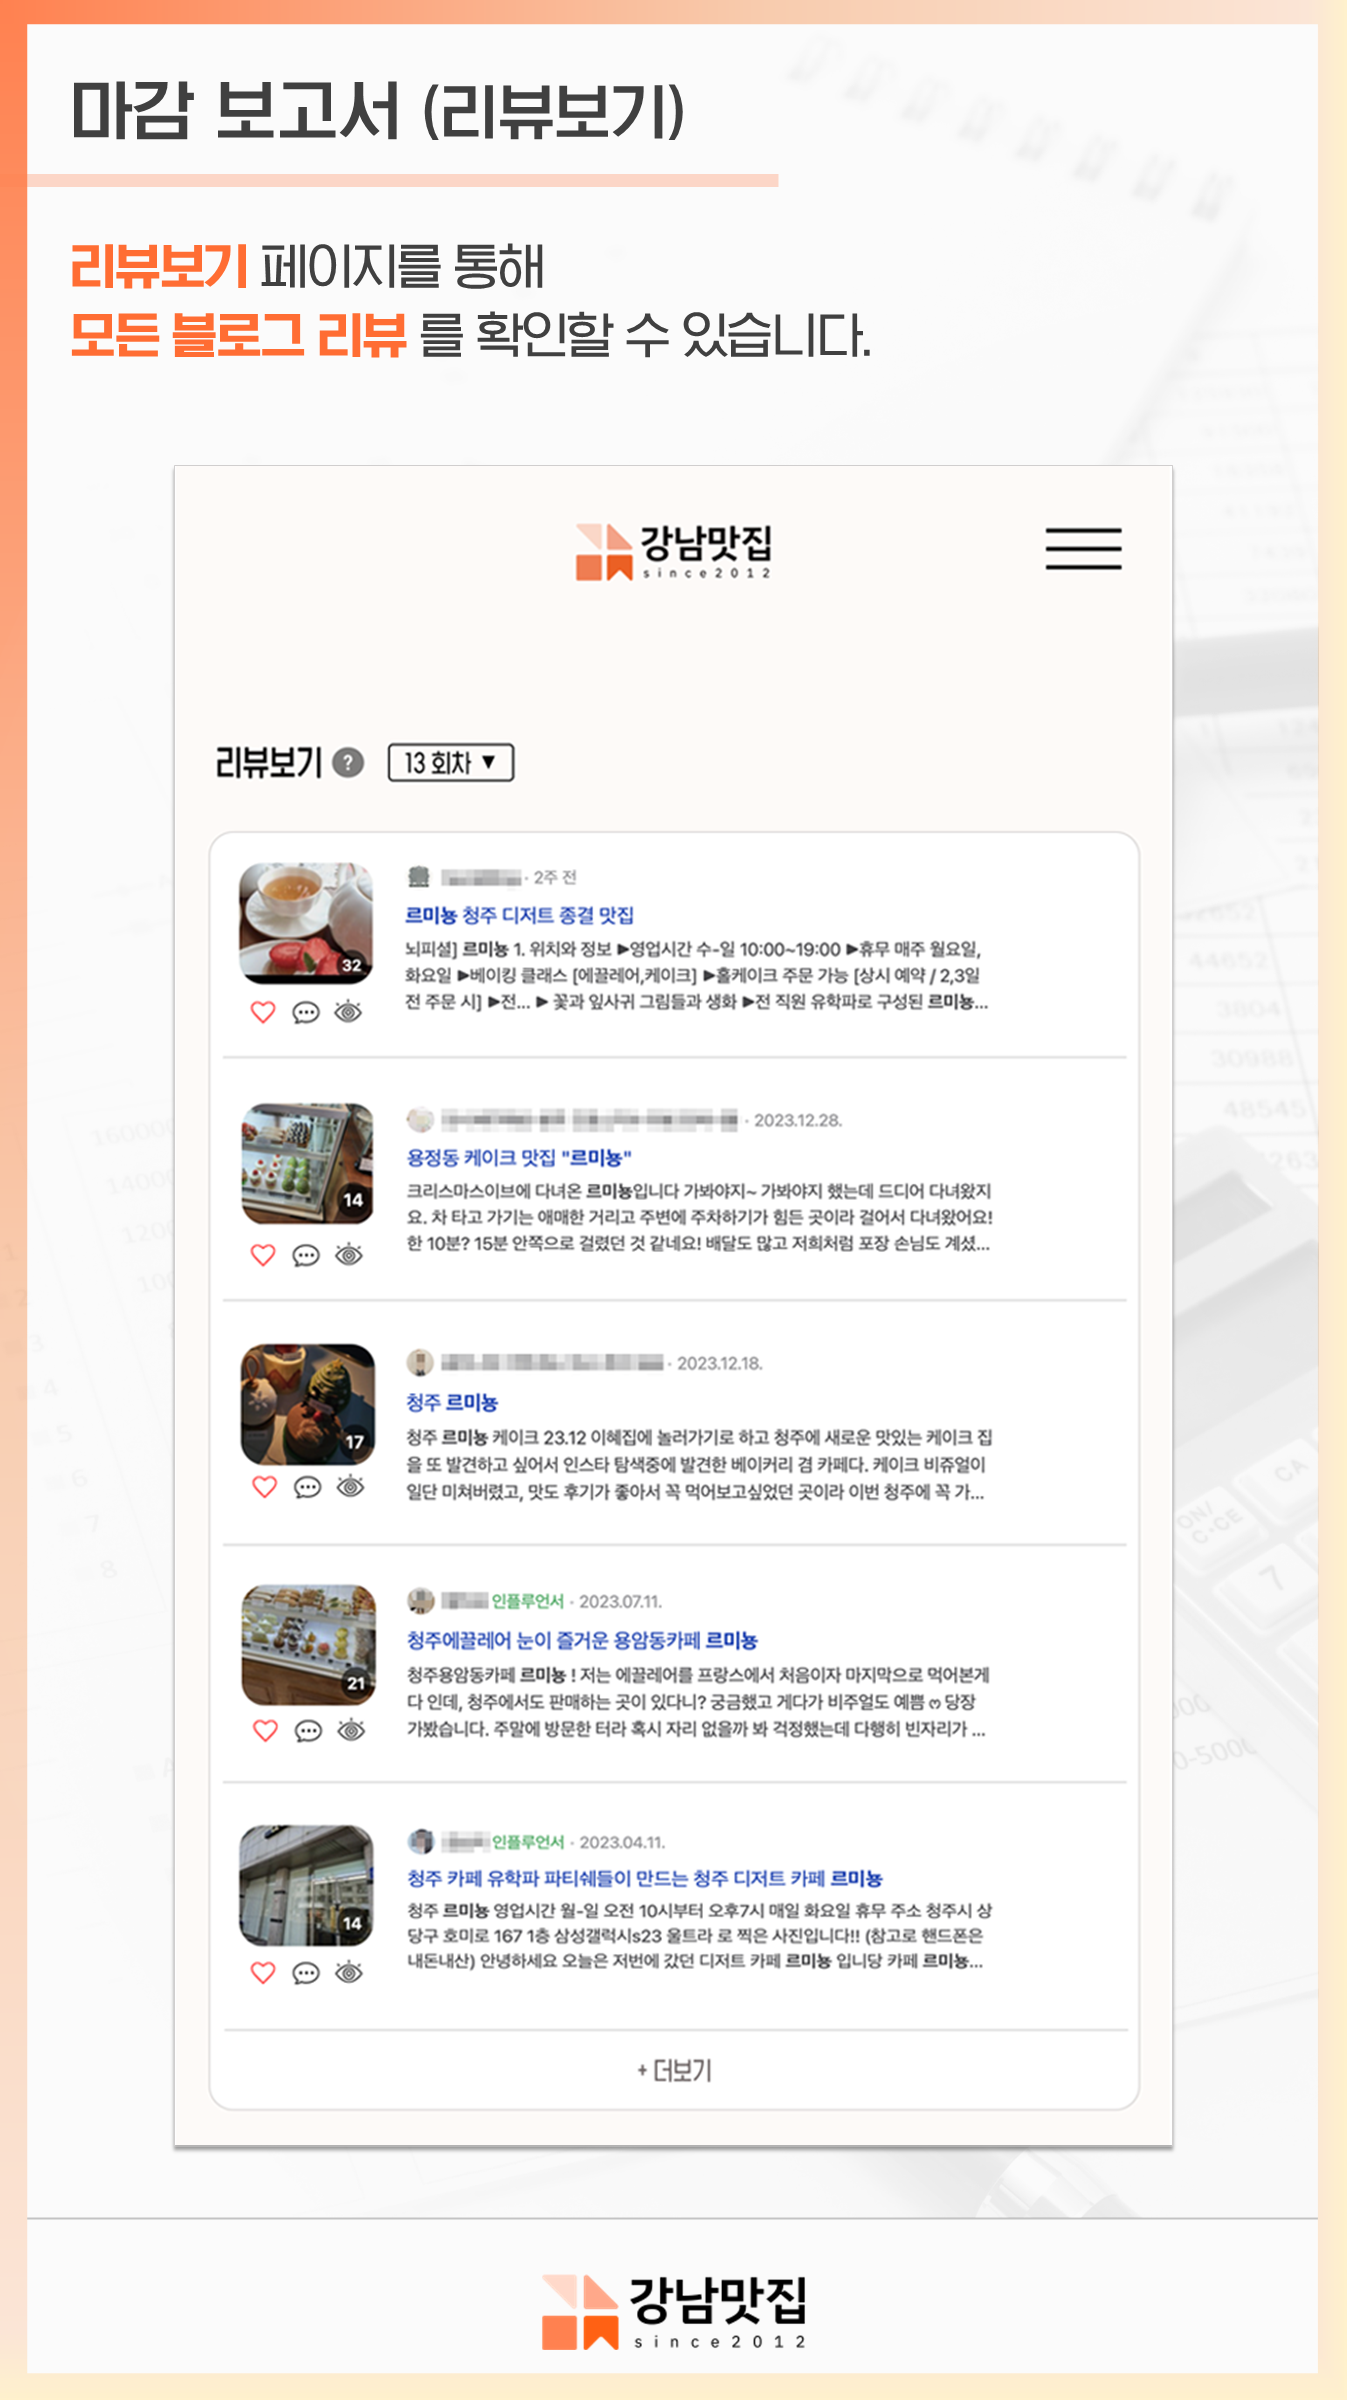 마감 보고서 (리뷰보기)
리뷰보기 페이지를 통해
모든 블로그 리뷰 를 확인할 수 있습니다.
강남맛집
since2012
리뷰보기 ? 13 회차 ▼
· 2주 전
르미뇽 청주 디저트 종결 맛집
뇌피셜] 르미뇽 1. 위치와 정보 ▶영업시간 수-일 10:00~19:00 ▶휴무 매주 월요일,
화요일 ▶베이킹 클래스 [에끌레어,케이크] ▶홀케이크 주문 가능 [상시 예약 / 2,3일
전 주문 시] ▶전... ▶ 꽃과 잎사귀 그림들과 생화 ▶전 직원 유학파로 구성된 르미뇽...
32
· 2023.12.28.
용정동 케이크 맛집 "르미뇽"
크리스마스이브에 다녀온 르미뇽입니다 가봐야지~ 가봐야지 했는데 드디어 다녀왔지
요. 차 타고 가기는 애매한 거리고 주변에 주차하기가 힘든 곳이라 걸어서 다녀왔어요!
한 10분? 15분 안쪽으로 걸렸던 것 같네요! 배달도 많고 저희처럼 포장 손님도 계셨...
14
· 2023.12.18.
청주 르미뇽
청주 르미뇽 케이크 23.12 이혜집에 놀러가기로 하고 청주에 새로운 맛있는 케이크 집
을 또 발견하고 싶어서 인스타 탐색중에 발견한 베이커리 겸 카페다. 케이크 비쥬얼이
일단 미쳐버렸고, 맛도 후기가 좋아서 꼭 먹어보고싶었던 곳이라 이번 청주에 꼭 가...
17
인플루언서 · 2023.07.11.
청주에끌레어 눈이 즐거운 용암동카페 르미뇽
청주용암동카페 르미뇽 ! 저는 에끌레어를 프랑스에서 처음이자 마지막으로 먹어본게
다 인데, 청주에서도 판매하는 곳이 있다니? 궁금했고 게다가 비주얼도 예쁨 ෆ 당장
가봤습니다. 주말에 방문한 터라 혹시 자리 없을까 봐 걱정했는데 다행히 빈자리가 ...
21
인플루언서 · 2023.04.11.
청주 카페 유학파 파티쉐들이 만드는 청주 디저트 카페 르미뇽
청주 르미뇽 영업시간 월-일 오전 10시부터 오후7시 매일 화요일 휴무 주소 청주시 상
당구 호미로 167 1층 삼성갤럭시s23 울트라 로 찍은 사진입니다!! (참고로 핸드폰은
내돈내산) 안녕하세요 오늘은 저번에 갔던 디저트 카페 르미뇽 입니당 카페 르미뇽...
14
+ 더보기
강남맛집
since2012